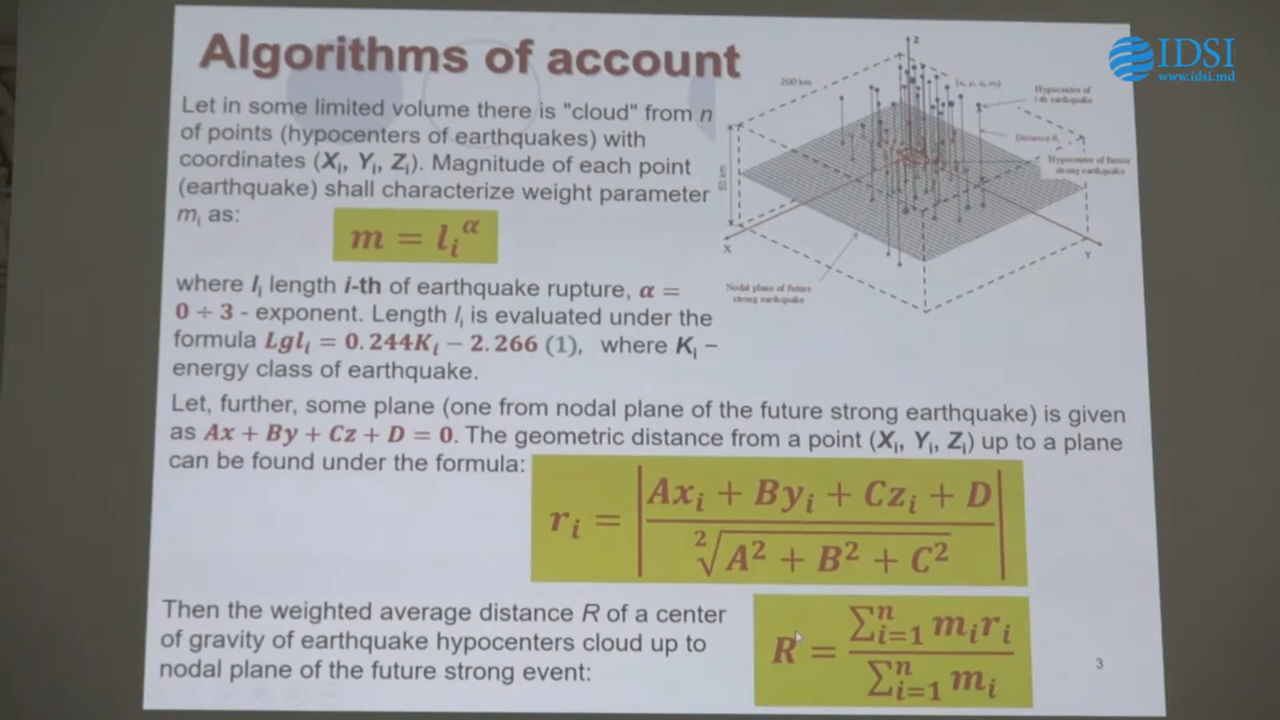 Algorithms of account
IDSI
www.idsi.md
Let in some limited volume there is "cloud" from n
of points (hypocenters of earthquakes) with
coordinates (Xᵢ, Yᵢ, Zᵢ). Magnitude of each point
(earthquake) shall characterize weight parameter
mᵢ as:
m = lᵢ^α
Z
200 km
Hypocenter of
i-th earthquake
Distance
Hypocenter of future
strong earthquake
50 km
X
Y
Nodal plane of future
strong earthquake
where lᵢ length i-th of earthquake rupture, α =
0 ÷ 3 - exponent. Length lᵢ is evaluated under the
formula Lglᵢ = 0.244Kᵢ − 2.266 (1), where Kᵢ –
energy class of earthquake.
Let, further, some plane (one from nodal plane of the future strong earthquake) is given
as Ax + By + Cz + D = 0. The geometric distance from a point (Xᵢ, Yᵢ, Zᵢ) up to a plane
can be found under the formula:
rᵢ = |(Axᵢ + Byᵢ + Czᵢ + D) / ²√(A² + B² + C²)|
Then the weighted average distance R of a center
of gravity of earthquake hypocenters cloud up to
nodal plane of the future strong event:
R = ∑ⁿᵢ₌₁ mᵢrᵢ / ∑ⁿᵢ₌₁ mᵢ
3